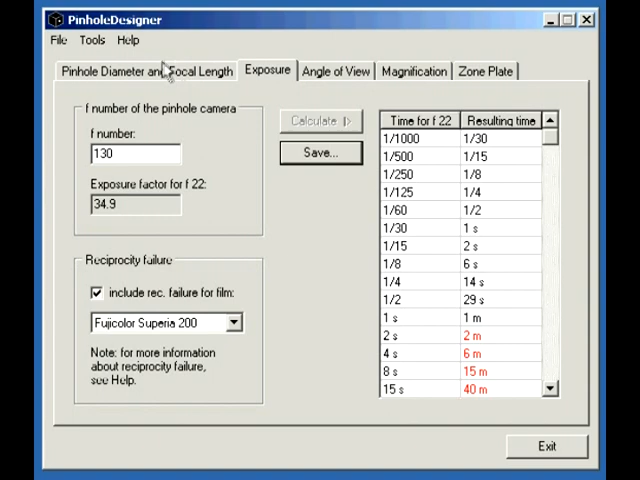 PinholeDesigner
File Tools Help
Pinhole Diameter and Focal Length Exposure Angle of View Magnification Zone Plate
f number of the pinhole camera
f number:
130
Exposure factor for f 22:
34.9
Reciprocity failure
include rec. failure for film:
Fujicolor Superia 200
Note: for more information
about reciprocity failure,
see Help.
Calculate
Save...
Time for f 22 Resulting time
1/1000 1/30
1/500 1/15
1/250 1/8
1/125 1/4
1/60 1/2
1/30 1 s
1/15 2 s
1/8 6 s
1/4 14 s
1/2 29 s
1 s 1 m
2 s 2 m
4 s 6 m
8 s 15 m
15 s 40 m
Exit